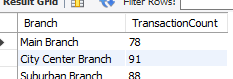 Result Grid Filter Rows:
Branch TransactionCount
Main Branch 78
City Center Branch 91
Suburban Branch 88